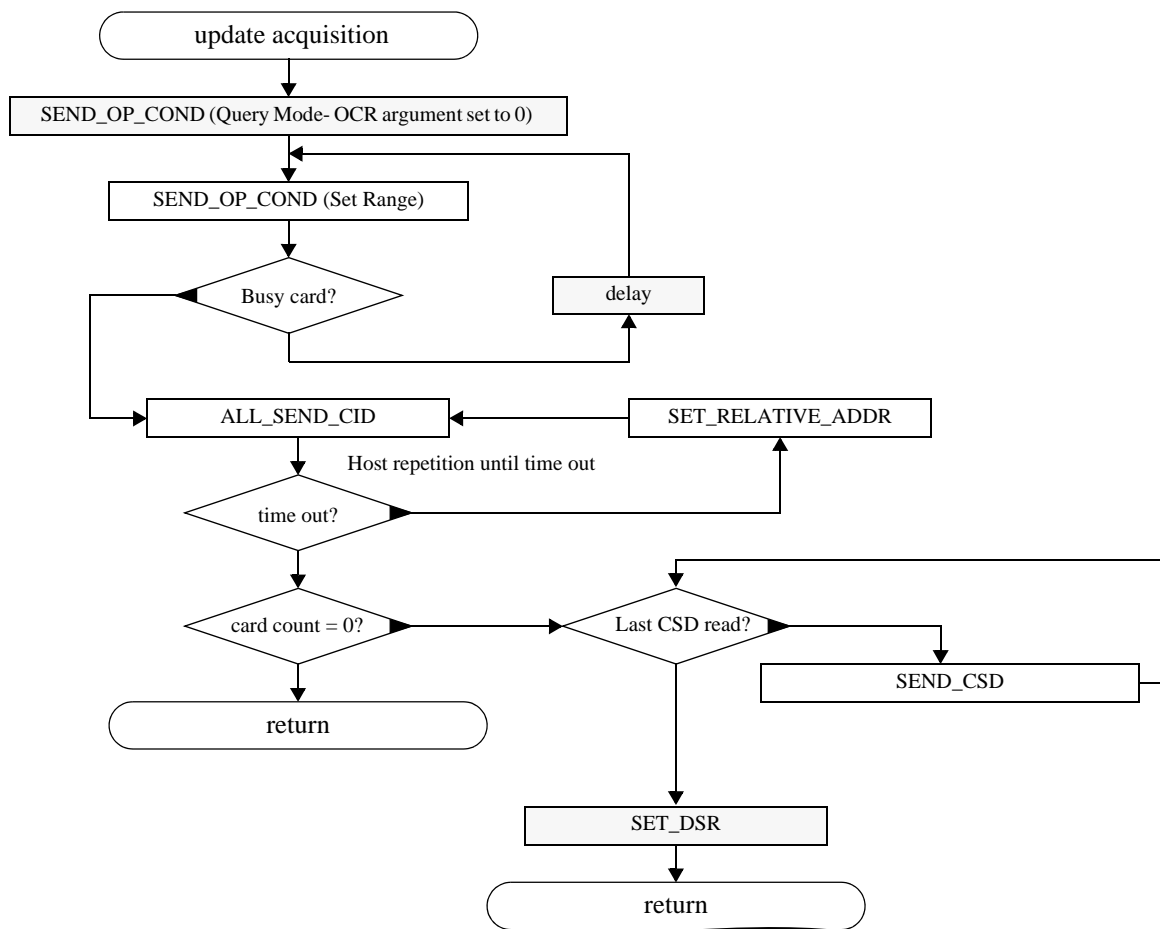 update acquisition
SEND_OP_COND (Query Mode- OCR argument set to 0)
SEND_OP_COND (Set Range)
Busy card?
delay
ALL_SEND_CID
SET_RELATIVE_ADDR
Host repetition until time out
time out?
card count = 0?
Last CSD read?
SEND_CSD
return
SET_DSR
return